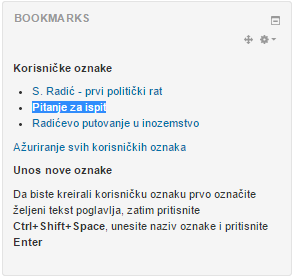 BOOKMARKS
Korisničke oznake
S. Radić - prvi politički rat
Pitanje za ispit
Radićevo putovanje u inozemstvo
Ažuriranje svih korisničkih oznaka
Unos nove oznake
Da biste kreirali korisničku oznaku prvo označite
željeni tekst poglavlja, zatim pritisnite
Ctrl+Shift+Space, unesite naziv oznake i pritisnite
Enter